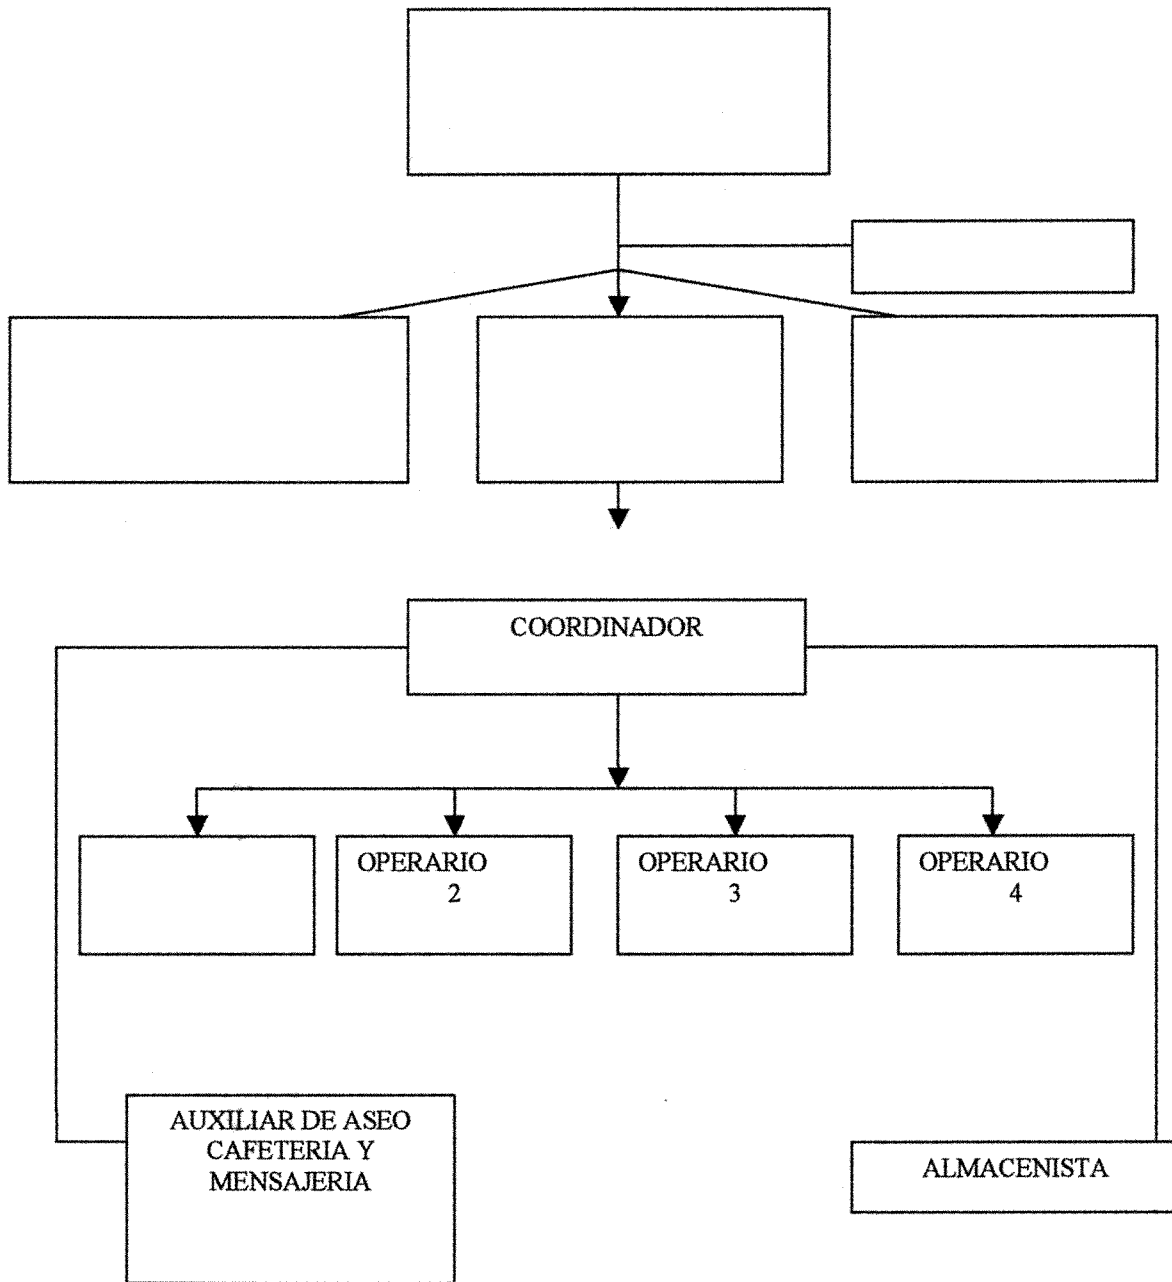 COORDINADOR
OPERARIO
2
OPERARIO
3
OPERARIO
4
AUXILIAR DE ASEO
CAFETERIA Y
MENSAJERIA
ALMACENISTA